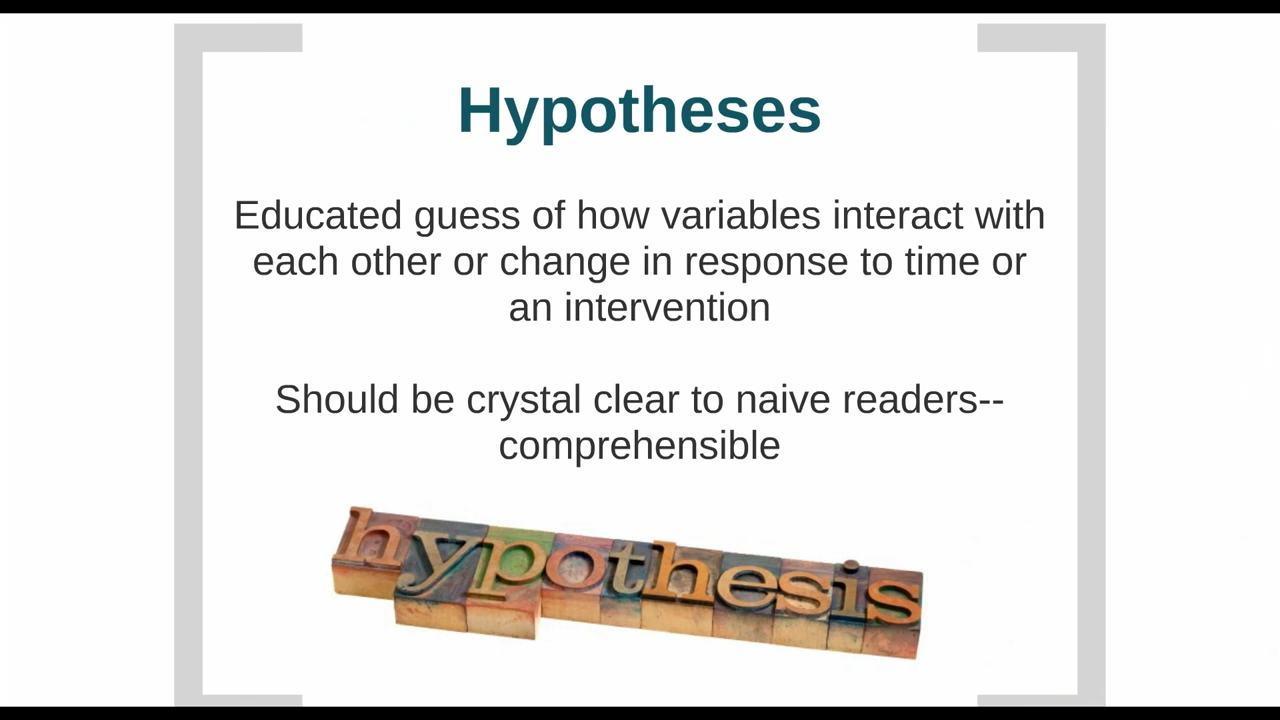 Hypotheses
Educated guess of how variables interact with
each other or change in response to time or
an intervention
Should be crystal clear to naive readers--
comprehensible
hypothesis